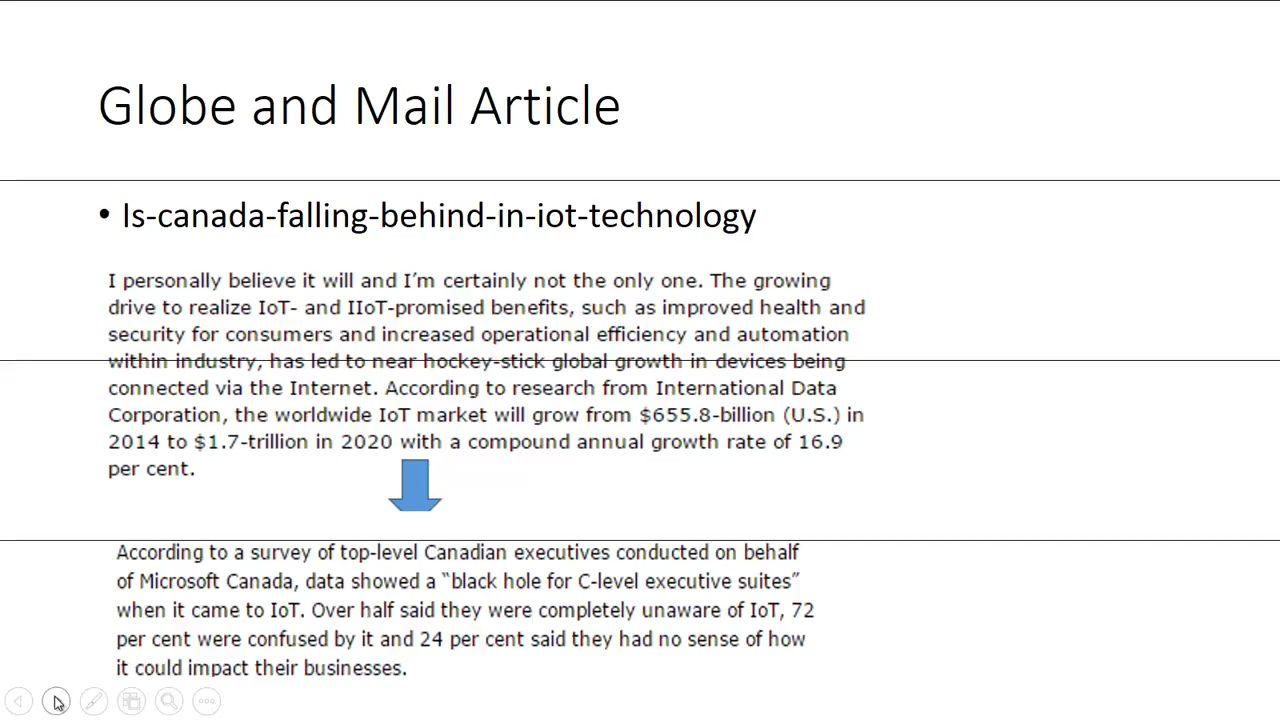 Globe and Mail Article
• Is-canada-falling-behind-in-iot-technology
I personally believe it will and I’m certainly not the only one. The growing
drive to realize IoT- and IIoT-promised benefits, such as improved health and
security for consumers and increased operational efficiency and automation
within industry, has led to near hockey-stick global growth in devices being
connected via the Internet. According to research from International Data
Corporation, the worldwide IoT market will grow from $655.8-billion (U.S.) in
2014 to $1.7-trillion in 2020 with a compound annual growth rate of 16.9
per cent.
According to a survey of top-level Canadian executives conducted on behalf
of Microsoft Canada, data showed a “black hole for C-level executive suites”
when it came to IoT. Over half said they were completely unaware of IoT, 72
per cent were confused by it and 24 per cent said they had no sense of how
it could impact their businesses.